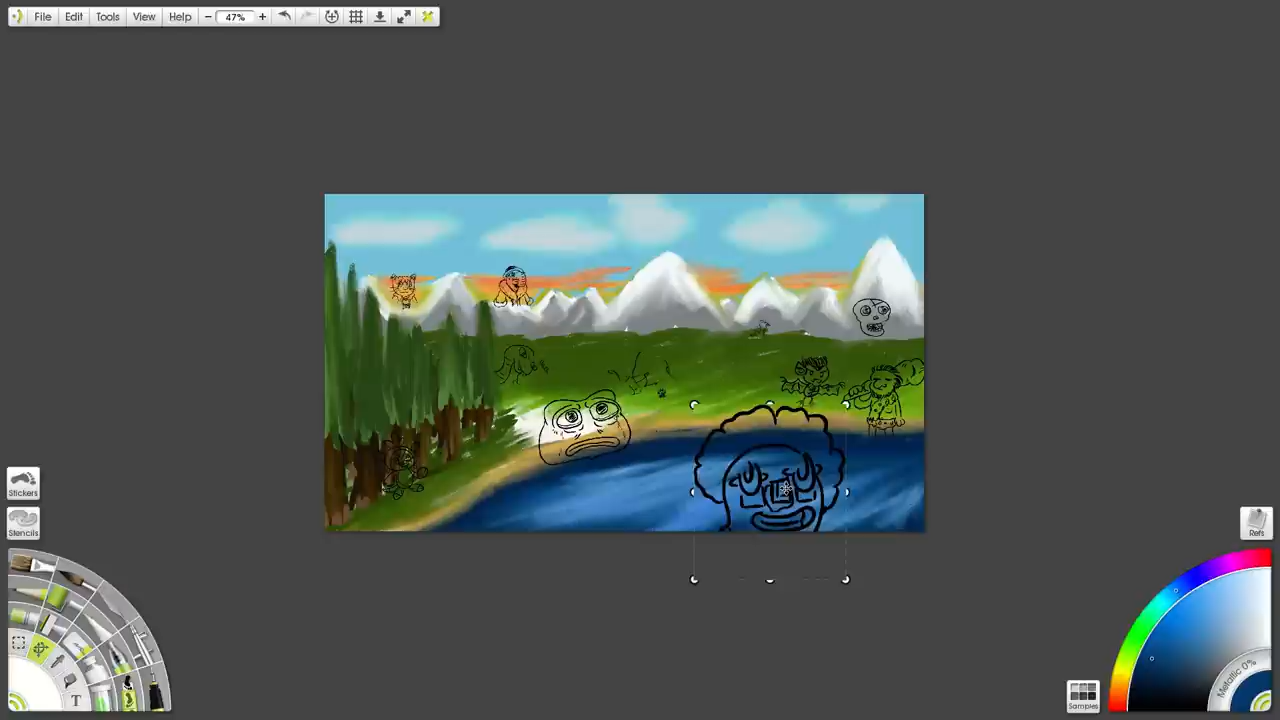 File Edit Tools View Help − 47% +
Stickers
Stencils
Refs
T
Metallic 0%
Samples